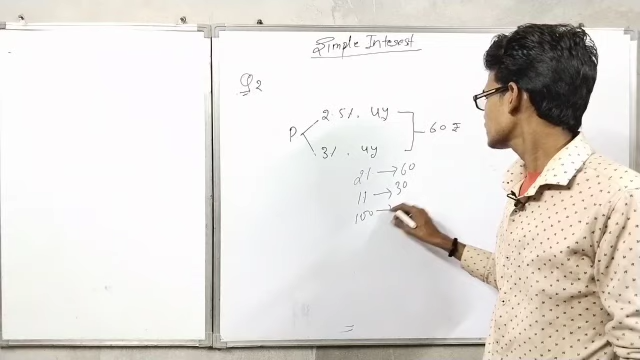 Simple Interest
Q2
P 2.5% . 4y
3% . 4y
60 ₹
2% → 60
1% → 30
100 →